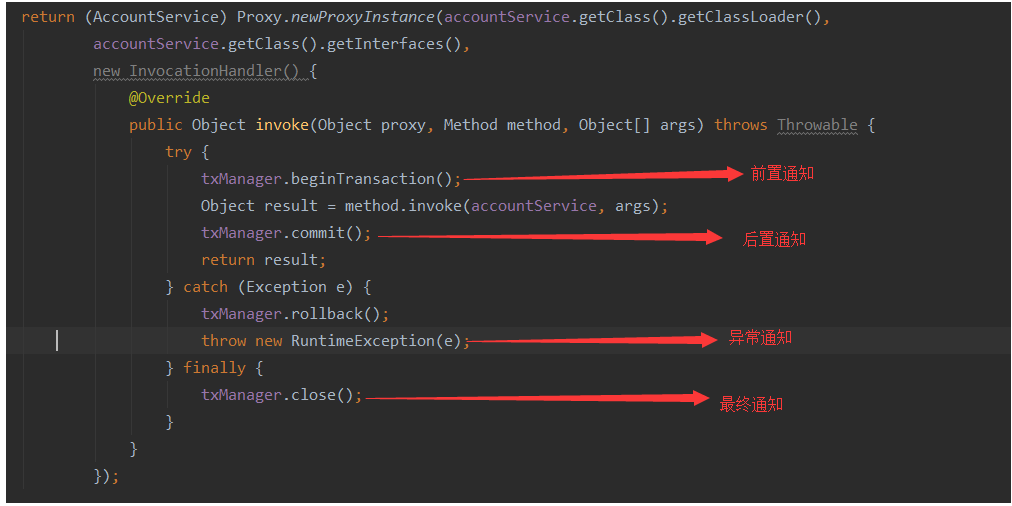 return (AccountService) Proxy.newProxyInstance(accountService.getClass().getClassLoader(),
accountService.getClass().getInterfaces(),
new InvocationHandler() {
@Override
public Object invoke(Object proxy, Method method, Object[] args) throws Throwable {
try {
txManager.beginTransaction(); 前置通知
Object result = method.invoke(accountService, args);
txManager.commit(); 后置通知
return result;
} catch (Exception e) {
txManager.rollback();
throw new RuntimeException(e); 异常通知
} finally {
txManager.close(); 最终通知
}
}
});